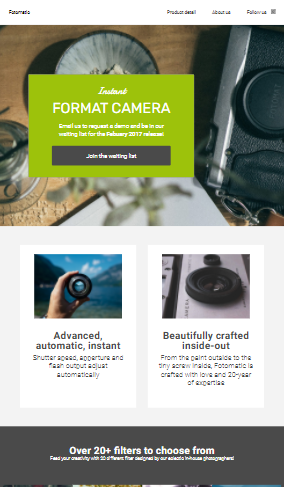 Fotomatic
Product detail
About us
Follow us
Instant
FORMAT CAMERA
Email us to request a demo and be in our
waiting list for the Febuary 2017 release!
Join the waiting list
Advanced,
automatic, instant
Shutter speed, apperture and
flash output adjust
automatically
Beautifully crafted
inside-out
From the paint outside to the
tiny screw inside, Fotomatic is
crafted with love and 20-year
of expertise
Over 20+ filters to choose from
Feed your creativity with 20 different filter designed by our eclectic in-house photographers!